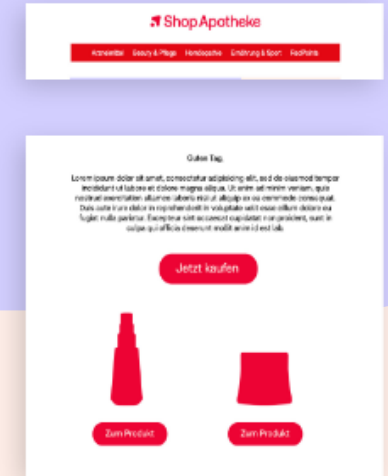 Shop Apotheke
Arzneimittel Beauty & Pflege Homöopathie Ernährung & Sport RedPoints
Guten Tag,
Lorem ipsum dolor sit amet, consectetur adipisicing elit, sed do eiusmod tempor
incididunt ut labore et dolore magna aliqua. Ut enim ad minim veniam, quis
nostrud exercitation ullamco laboris nisi ut aliquip ex ea commodo consequat.
Duis aute irure dolor in reprehenderit in voluptate velit esse cillum dolore eu
fugiat nulla pariatur. Excepteur sint occaecat cupidatat non proident, sunt in
culpa qui officia deserunt mollit anim id est lab.
Jetzt kaufen
Zum Produkt Zum Produkt